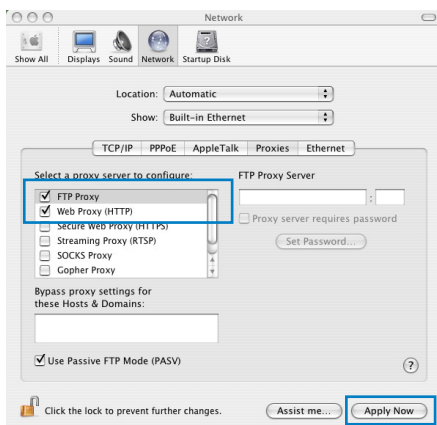 Network
Show All Displays Sound Network Startup Disk
Location: Automatic
Show: Built-in Ethernet
TCP/IP PPPoE AppleTalk Proxies Ethernet
Select a proxy server to configure: FTP Proxy Server
FTP Proxy
:
Web Proxy (HTTP)
Proxy server requires password
Secure Web Proxy (HTTPS)
Streaming Proxy (RTSP) Set Password...
SOCKS Proxy
Gopher Proxy
Bypass proxy settings for
these Hosts & Domains:
Use Passive FTP Mode (PASV) ?
Click the lock to prevent further changes. Assist me... Apply Now